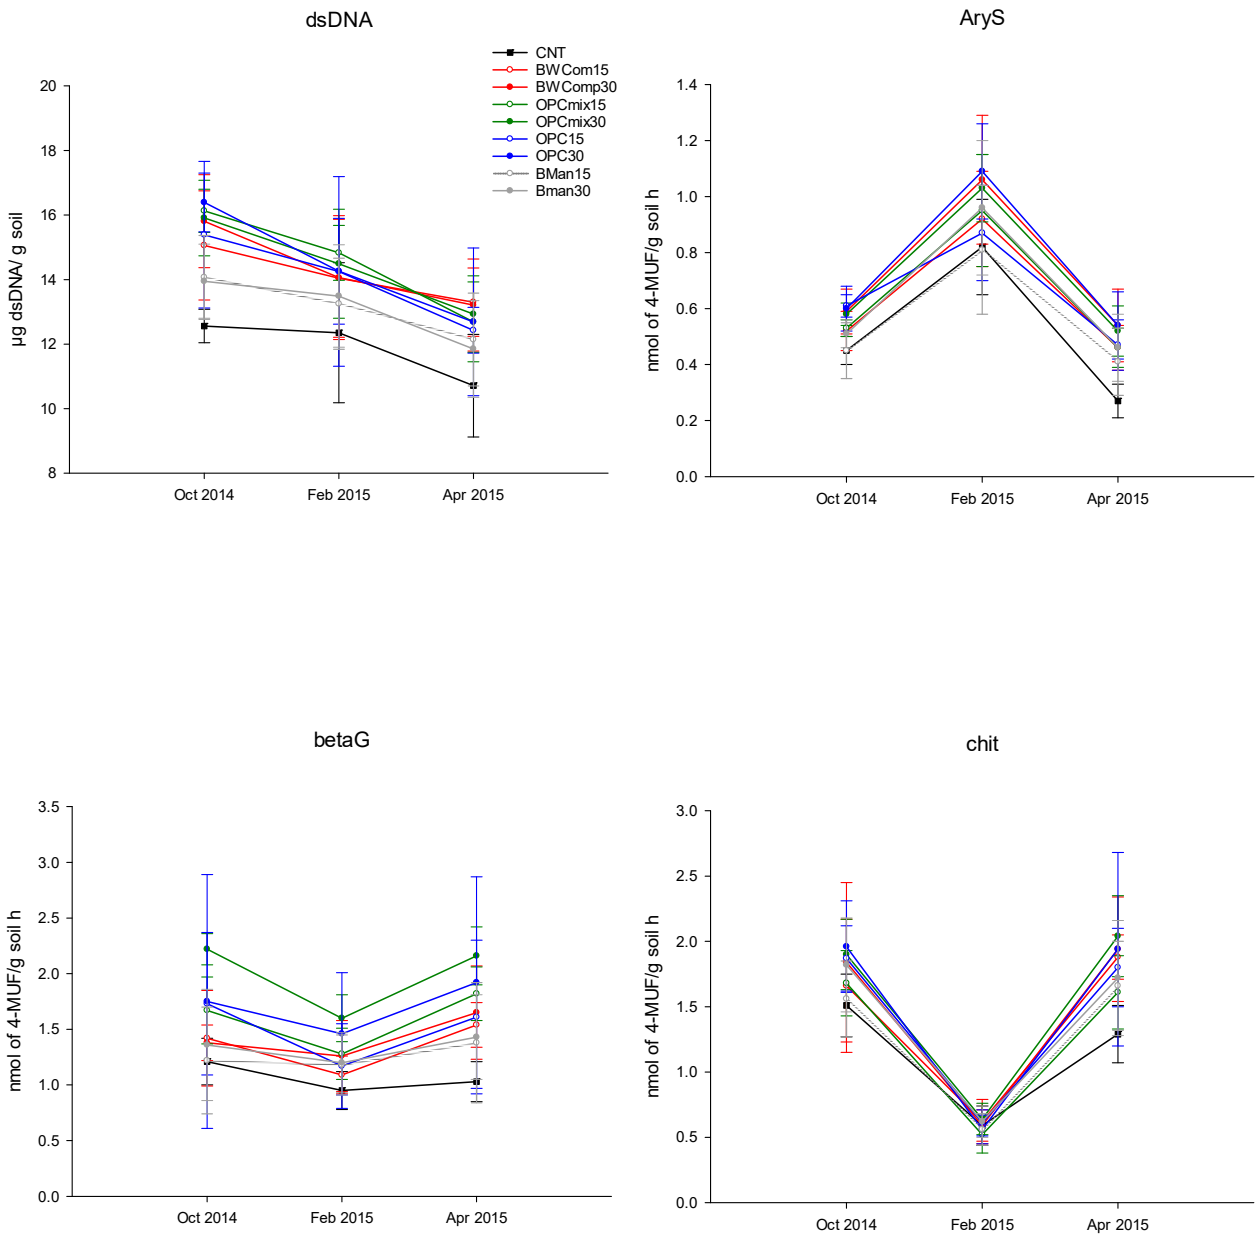 dsDNA
CNT
BWCom15
BWComp30
OPCmix15
OPCmix30
OPC15
OPC30
BMan15
Bman30
µg dsDNA/ g soil
20
18
16
14
12
10
8
Oct 2014 Feb 2015 Apr 2015
AryS
nmol of 4-MUF/g soil h
1.4
1.2
1.0
0.8
0.6
0.4
0.2
0.0
Oct 2014 Feb 2015 Apr 2015
betaG
nmol of 4-MUF/g soil h
3.5
3.0
2.5
2.0
1.5
1.0
0.5
0.0
Oct 2014 Feb 2015 Apr 2015
chit
nmol of 4-MUF/g soil h
3.0
2.5
2.0
1.5
1.0
0.5
0.0
Oct 2014 Feb 2015 Apr 2015